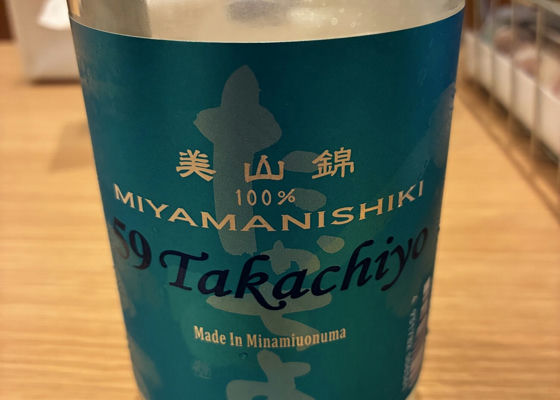 美山錦
100%
MIYAMANISHIKI
59 Takachiyo
Made In Minamiuonuma